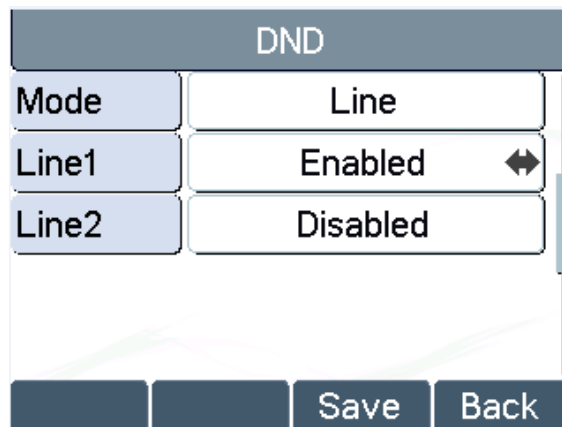 DND
Mode Line
Line1 Enabled
Line2 Disabled
Save Back